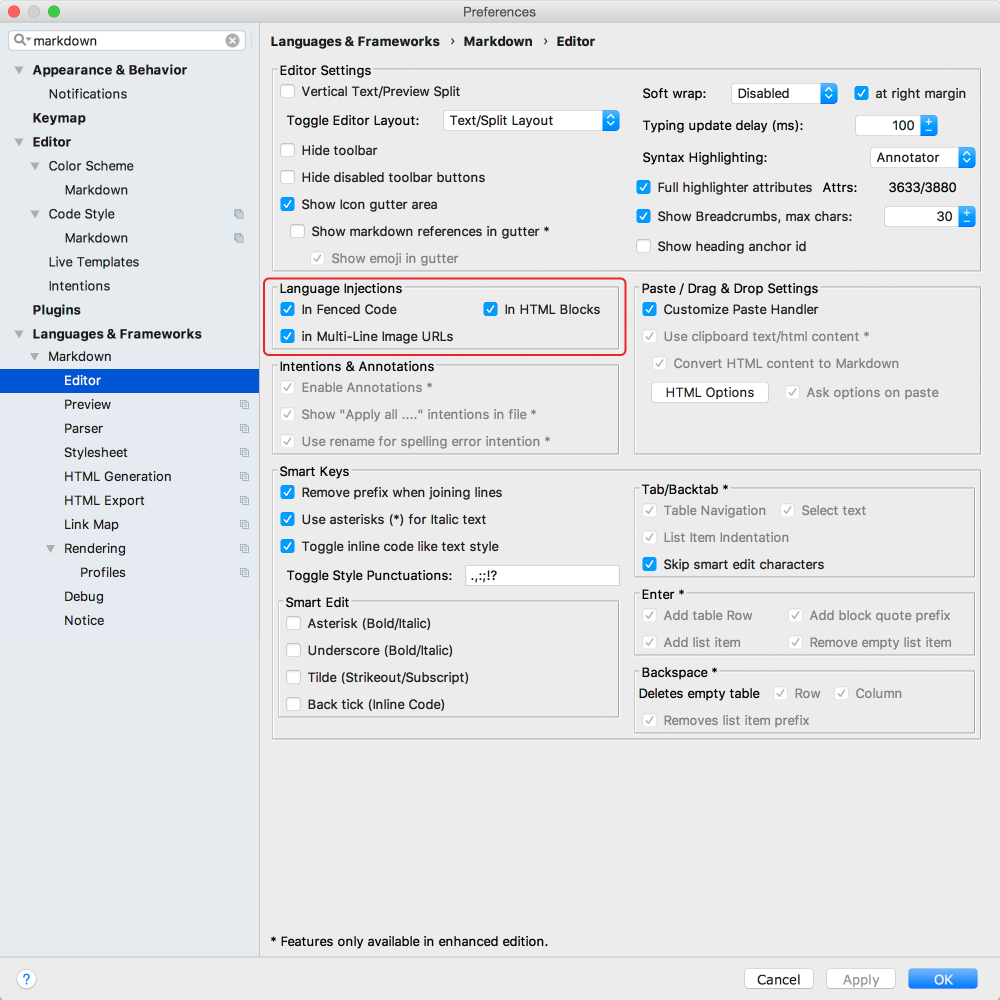 Preferences
markdown
Appearance & Behavior
Notifications
Keymap
Editor
Color Scheme
Markdown
Code Style
Markdown
Live Templates
Intentions
Plugins
Languages & Frameworks
Markdown
Editor
Preview
Parser
Stylesheet
HTML Generation
HTML Export
Link Map
Rendering
Profiles
Debug
Notice
Languages & Frameworks › Markdown › Editor
Editor Settings
Vertical Text/Preview Split
Toggle Editor Layout: Text/Split Layout
Hide toolbar
Hide disabled toolbar buttons
Show Icon gutter area
Show markdown references in gutter *
Show emoji in gutter
Soft wrap: Disabled at right margin
Typing update delay (ms): 100
Syntax Highlighting: Annotator
Full highlighter attributes Attrs: 3633/3880
Show Breadcrumbs, max chars: 30
Show heading anchor id
Language Injections
In Fenced Code In HTML Blocks
in Multi-Line Image URLs
Intentions & Annotations
Enable Annotations *
Show "Apply all ...." intentions in file *
Use rename for spelling error intention *
Paste / Drag & Drop Settings
Customize Paste Handler
Use clipboard text/html content *
Convert HTML content to Markdown
HTML Options Ask options on paste
Smart Keys
Remove prefix when joining lines
Use asterisks (*) for Italic text
Toggle inline code like text style
Toggle Style Punctuations: .,:;!?
Smart Edit
Asterisk (Bold/Italic)
Underscore (Bold/Italic)
Tilde (Strikeout/Subscript)
Back tick (Inline Code)
Tab/Backtab *
Table Navigation Select text
List Item Indentation
Skip smart edit characters
Enter *
Add table Row Add block quote prefix
Add list item Remove empty list item
Backspace *
Deletes empty table Row Column
Removes list item prefix
* Features only available in enhanced edition.
? Cancel Apply OK